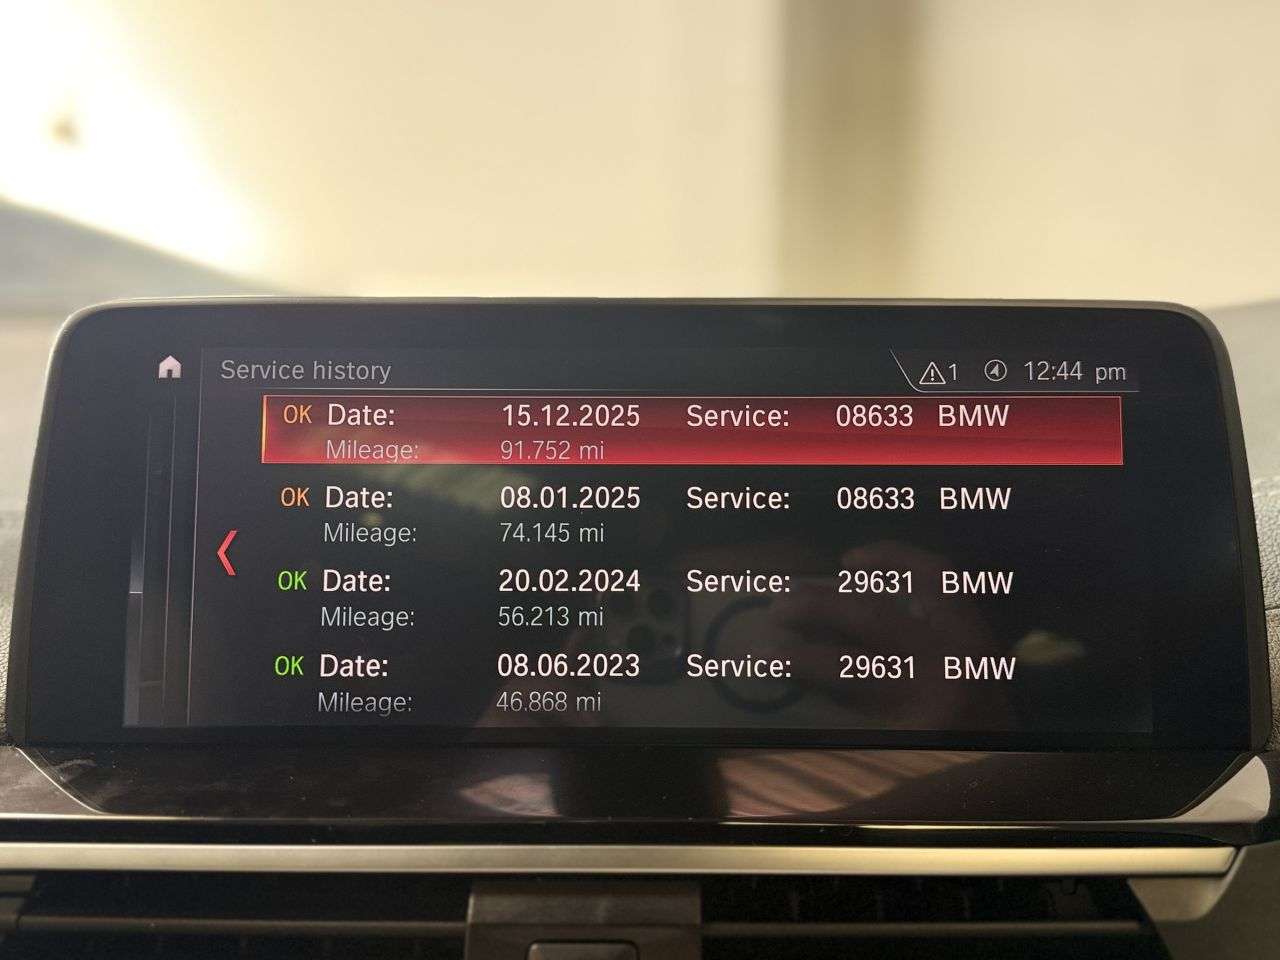 Service history 1 12:44 pm
OK Date: 15.12.2025 Service: 08633 BMW
Mileage: 91.752 mi
OK Date: 08.01.2025 Service: 08633 BMW
Mileage: 74.145 mi
OK Date: 20.02.2024 Service: 29631 BMW
Mileage: 56.213 mi
OK Date: 08.06.2023 Service: 29631 BMW
Mileage: 46.868 mi